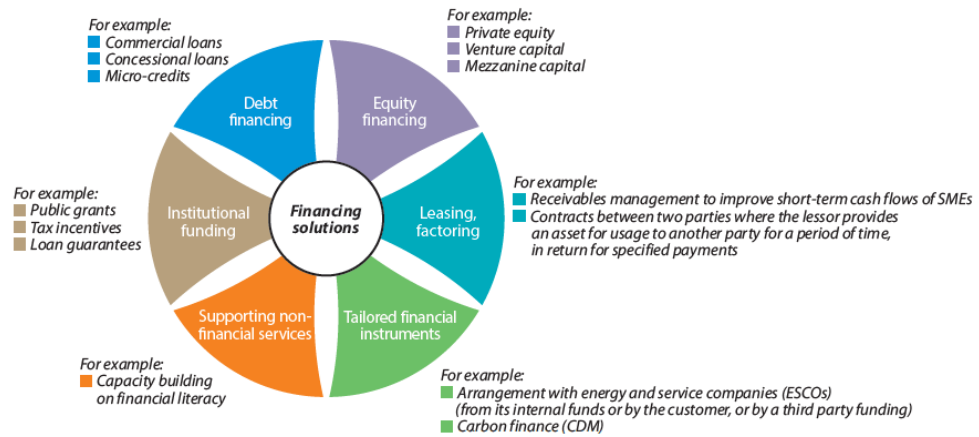 For example:
Commercial loans
Concessional loans
Micro-credits
For example:
Private equity
Venture capital
Mezzanine capital
Debt
financing
Equity
financing
For example:
Public grants
Tax incentives
Loan guarantees
Institutional
funding
Financing
solutions
Leasing,
factoring
For example:
Receivables management to improve short-term cash flows of SMEs
Contracts between two parties where the lessor provides
an asset for usage to another party for a period of time,
in return for specified payments
Supporting non-
financial services
Tailored financial
instruments
For example:
Capacity building
on financial literacy
For example:
Arrangement with energy and service companies (ESCOs)
(from its internal funds or by the customer, or by a third party funding)
Carbon finance (CDM)